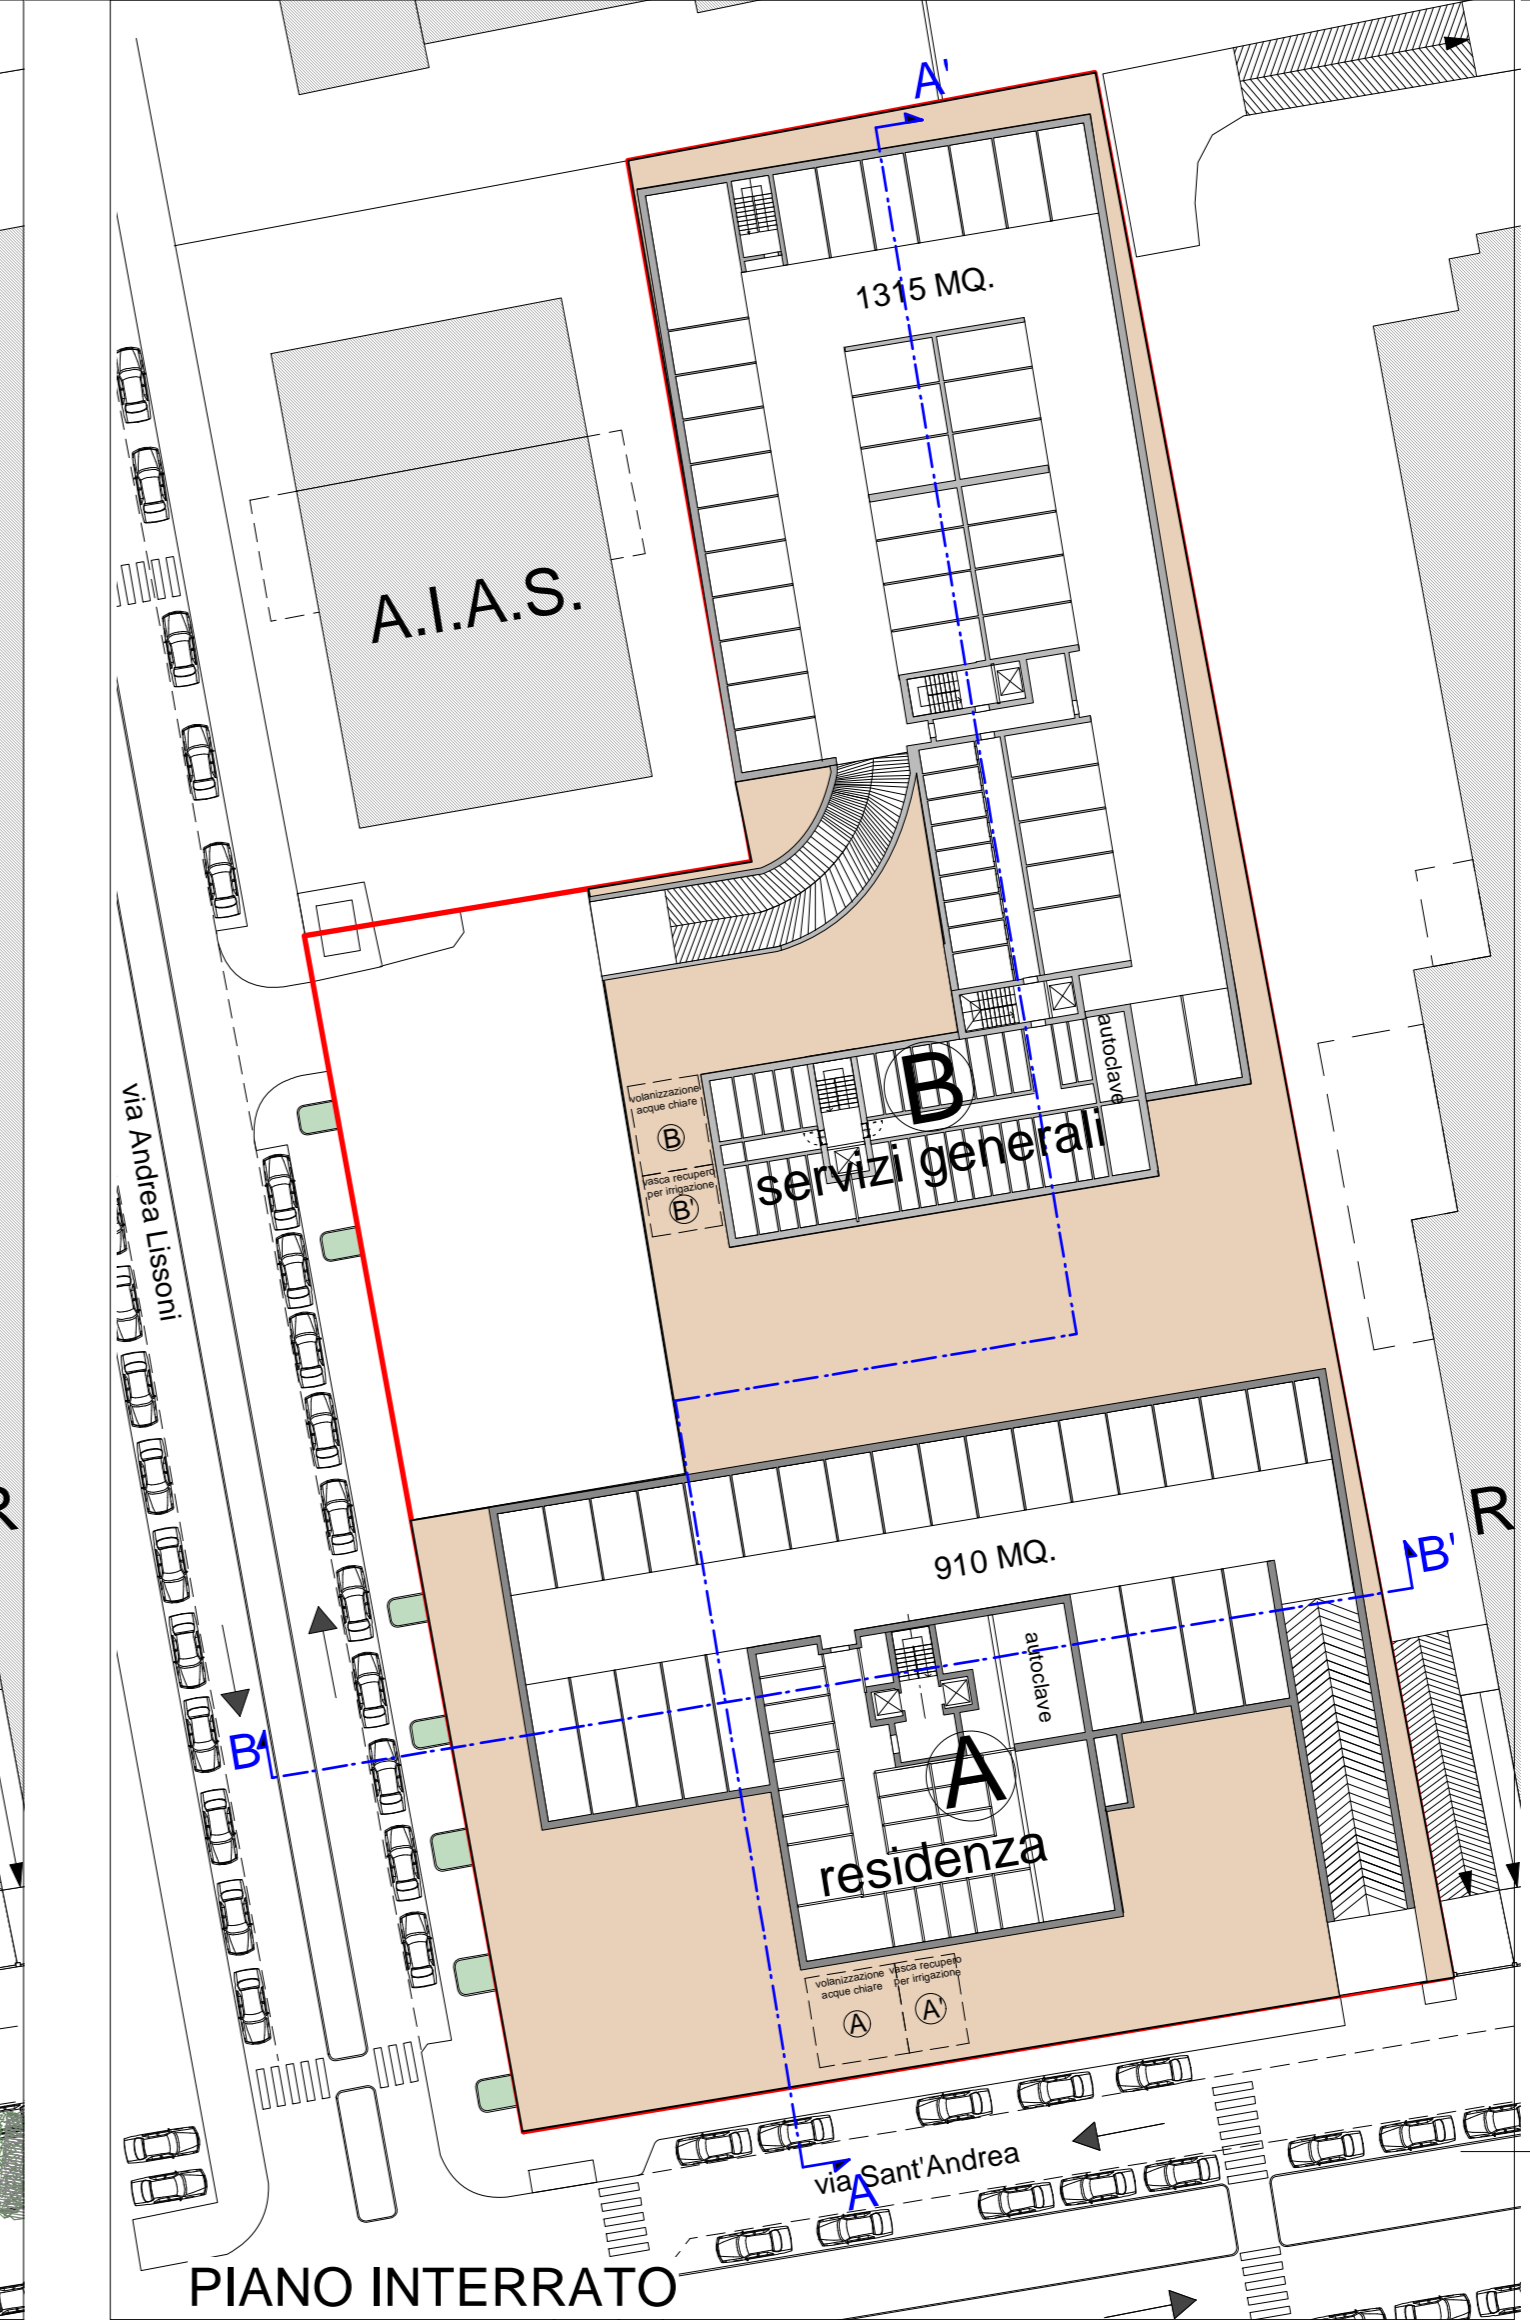 A'
1315 MQ.
A.I.A.S.
autoclave
B
servizi generali
volanizzazione
acque chiare
B
vasca recupero
per irrigazione
B'
via Andrea Lissoni
R
R
910 MQ.
B'
autoclave
B
A
residenza
volanizzazione
acque chiare
A
vasca recupero
per irrigazione
A'
via Sant'Andrea
A
PIANO INTERRATO